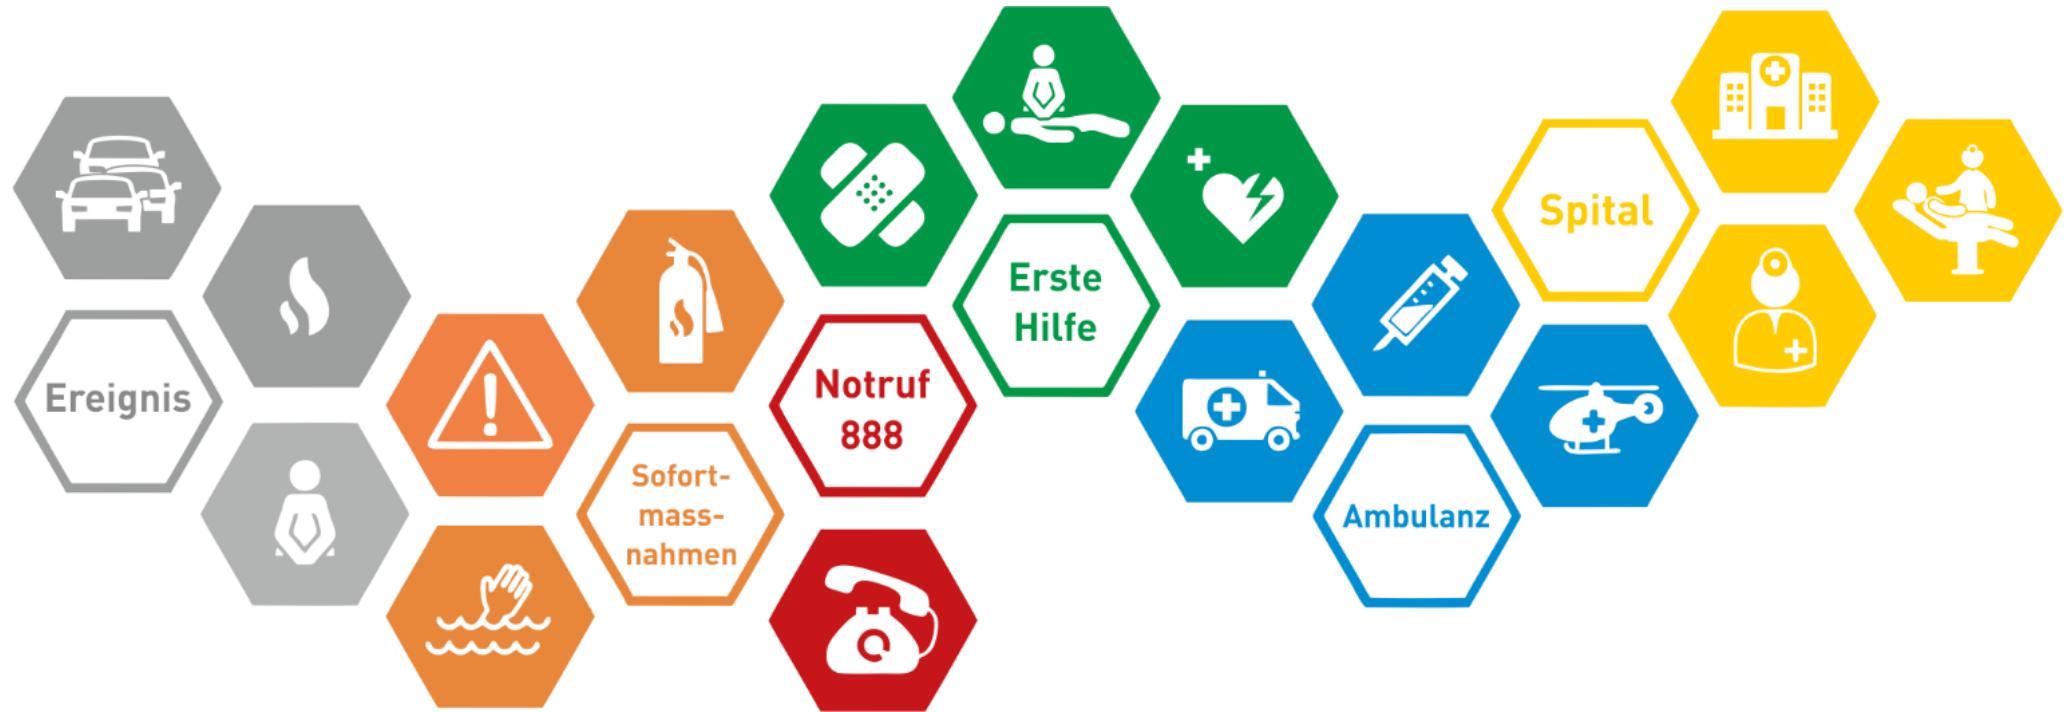 Ereignis
Sofort-
mass-
nahmen
Notruf
888
Erste
Hilfe
Ambulanz
Spital